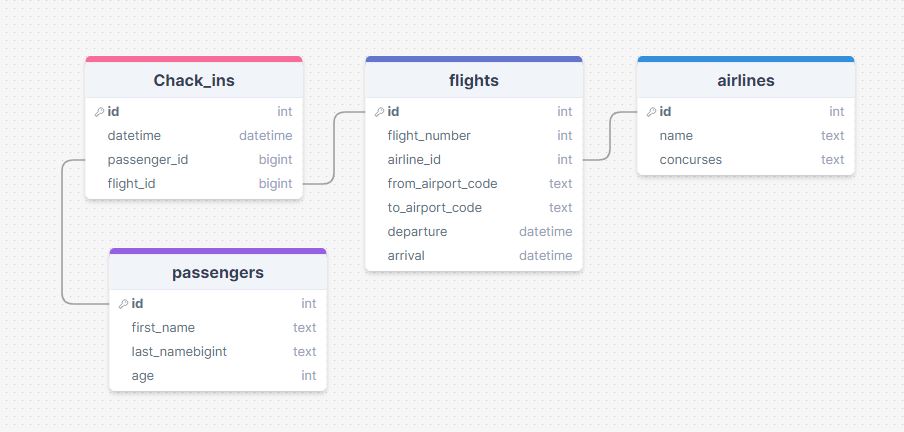 Chack_ins
id int
datetime datetime
passenger_id bigint
flight_id bigint
flights
id int
flight_number int
airline_id int
from_airport_code text
to_airport_code text
departure datetime
arrival datetime
airlines
id int
name text
concurses text
passengers
id int
first_name text
last_namebigint text
age int